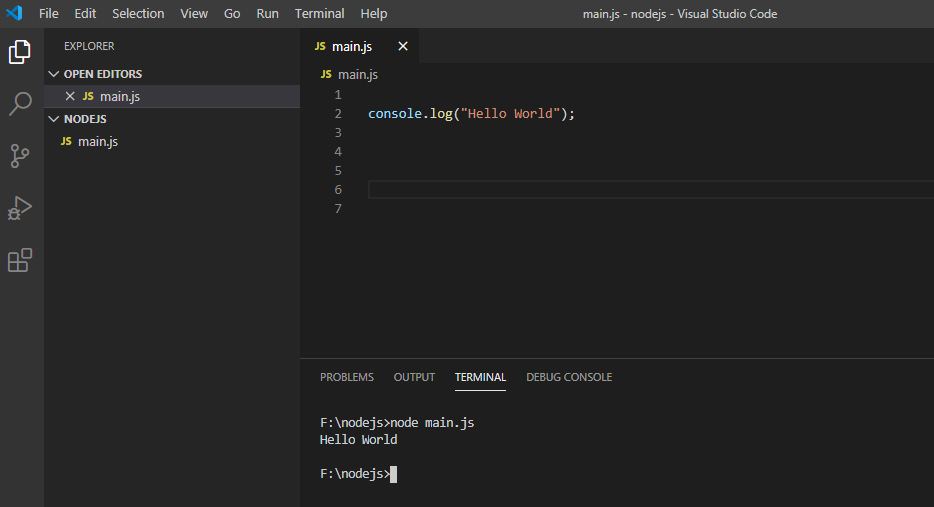 File Edit Selection View Go Run Terminal Help main.js - nodejs - Visual Studio Code
EXPLORER
OPEN EDITORS
JS main.js
NODEJS
JS main.js
JS main.js
JS main.js
1
2 console.log("Hello World");
3
4
5
6
7
PROBLEMS OUTPUT TERMINAL DEBUG CONSOLE
F:\nodejs>node main.js
Hello World
F:\nodejs>